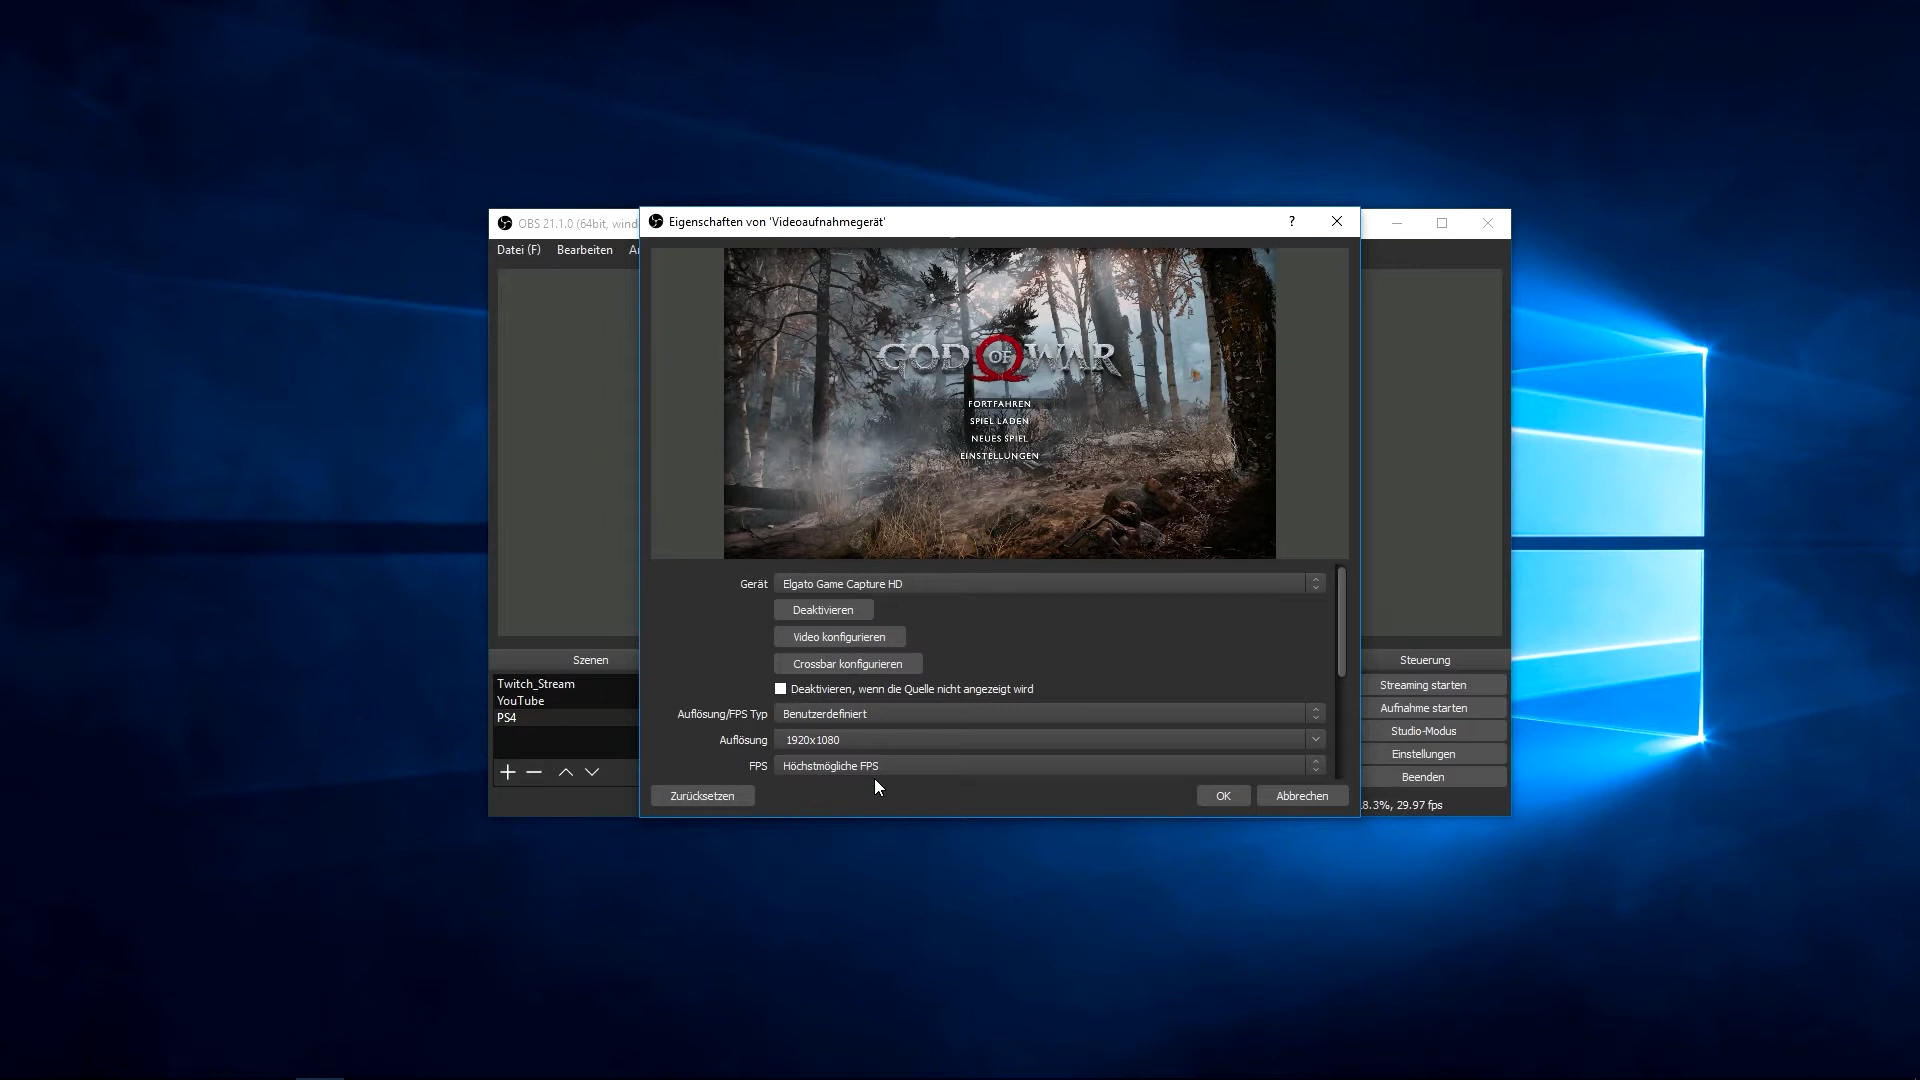 OBS 21.1.0 (64bit, wind
Eigenschaften von 'Videoaufnahmegerät'
?
Datei (F) Bearbeiten
GOD OF WAR
FORTFAHREN
SPIEL LADEN
NEUES SPIEL
EINSTELLUNGEN
Gerät Elgato Game Capture HD
Deaktivieren
Video konfigurieren
Crossbar konfigurieren
Deaktivieren, wenn die Quelle nicht angezeigt wird
Auflösung/FPS Typ Benutzerdefiniert
Auflösung 1920x1080
FPS Höchstmögliche FPS
Zurücksetzen OK Abbrechen
Szenen
Twitch_Stream
YouTube
PS4
Steuerung
Streaming starten
Aufnahme starten
Studio-Modus
Einstellungen
Beenden
8.3%, 29.97 fps